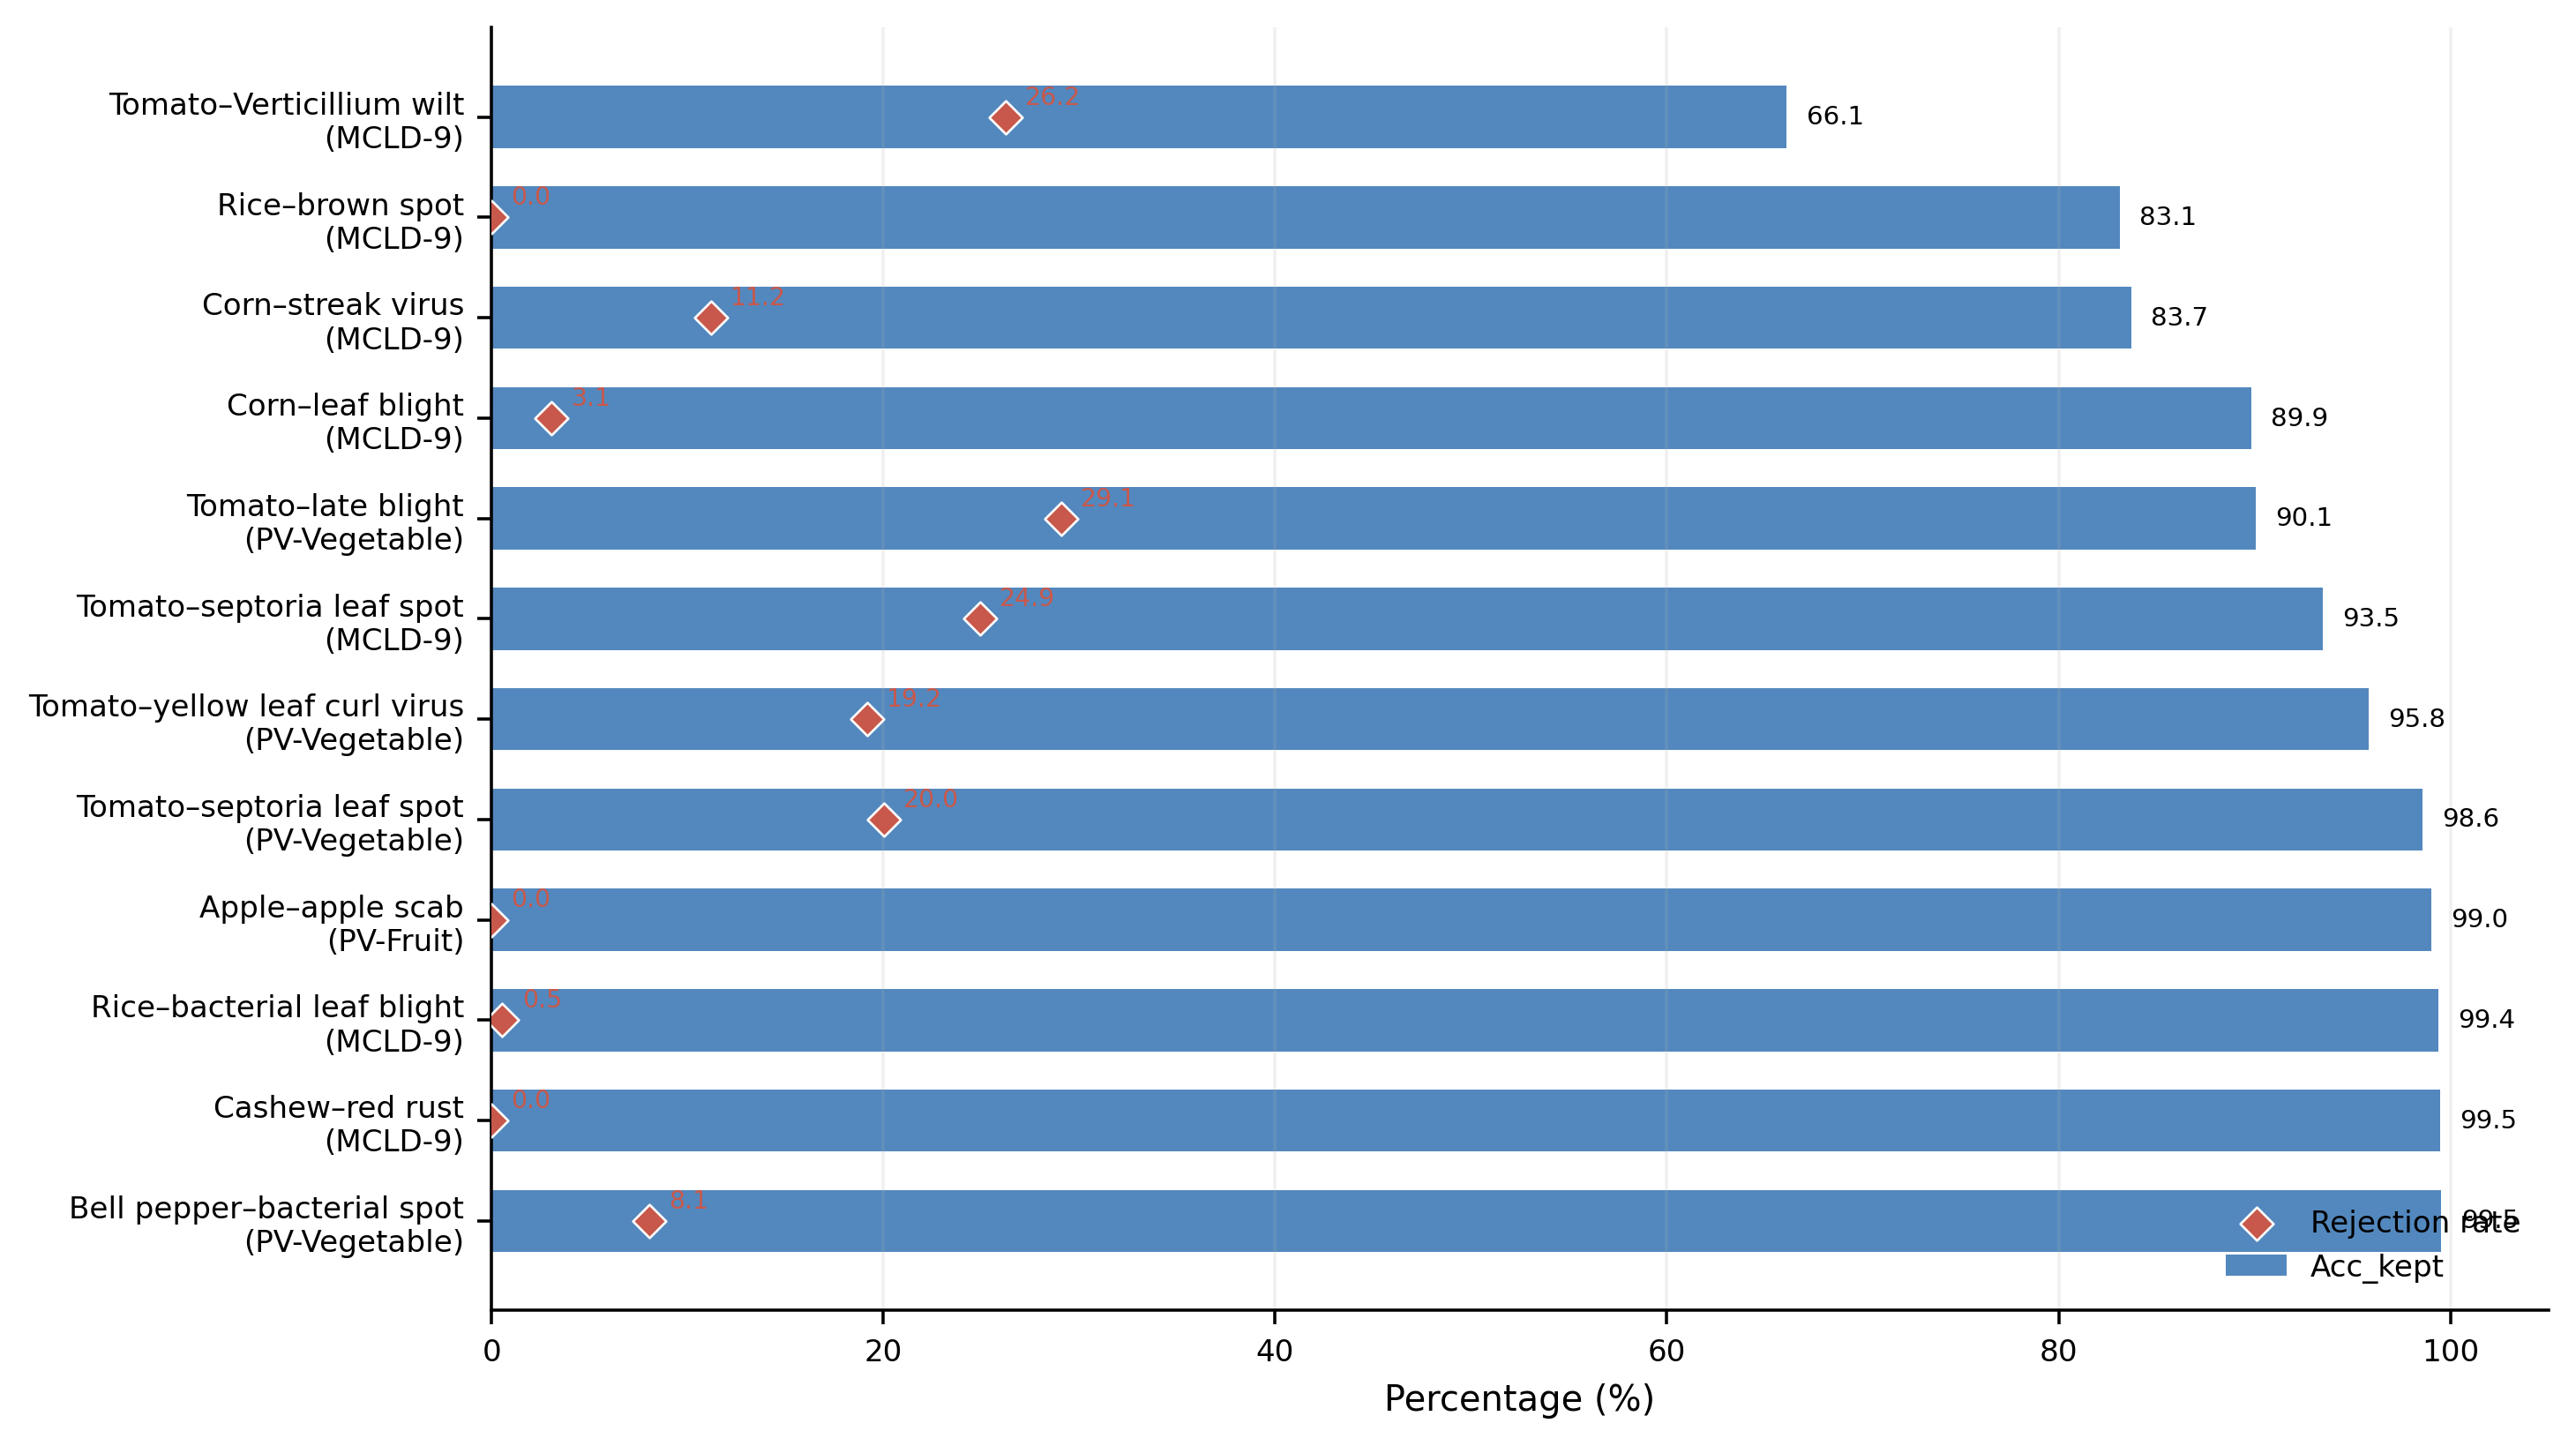 Tomato–Verticillium wilt
(MCLD-9)
26.2
66.1
Rice–brown spot
(MCLD-9)
0.0
83.1
Corn–streak virus
(MCLD-9)
11.2
83.7
Corn–leaf blight
(MCLD-9)
3.1
89.9
Tomato–late blight
(PV-Vegetable)
29.1
90.1
Tomato–septoria leaf spot
(MCLD-9)
24.9
93.5
Tomato–yellow leaf curl virus
(PV-Vegetable)
19.2
95.8
Tomato–septoria leaf spot
(PV-Vegetable)
20.0
98.6
Apple–apple scab
(PV-Fruit)
0.0
99.0
Rice–bacterial leaf blight
(MCLD-9)
0.5
99.4
Cashew–red rust
(MCLD-9)
0.0
99.5
Bell pepper–bacterial spot
(PV-Vegetable)
8.1
99.5
Rejection rate
Acc_kept
0 20 40 60 80 100
Percentage (%)